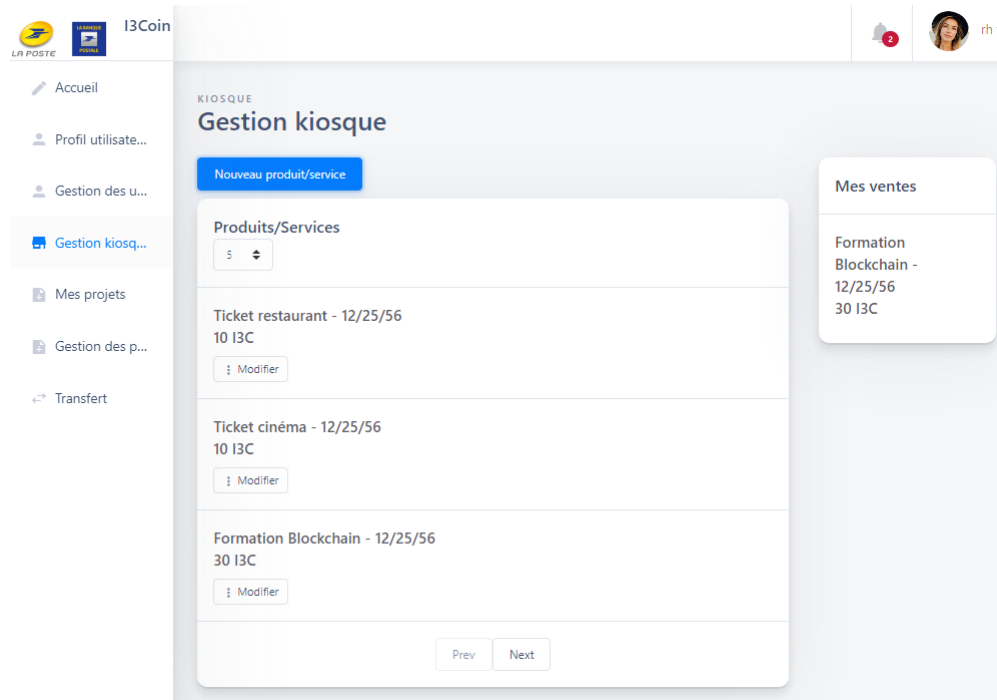 LA POSTE
LA BANQUE
POSTALE
I3Coin
2
rh
Accueil
Profil utilisate...
Gestion des u...
Gestion kiosq...
Mes projets
Gestion des p...
Transfert
KIOSQUE
Gestion kiosque
Nouveau produit/service
Produits/Services
5
Ticket restaurant - 12/25/56
10 I3C
Modifier
Ticket cinéma - 12/25/56
10 I3C
Modifier
Formation Blockchain - 12/25/56
30 I3C
Modifier
Prev
Next
Mes ventes
Formation
Blockchain -
12/25/56
30 I3C